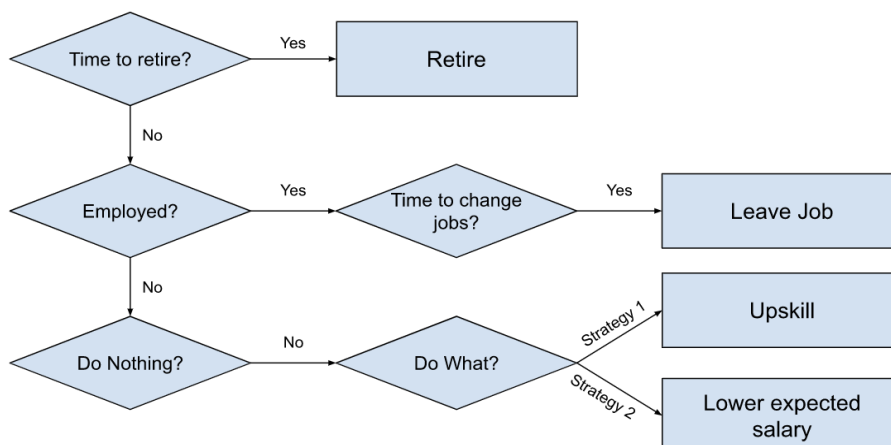 Time to retire?
Yes
Retire
No
Employed?
Yes
Time to change
jobs?
Yes
Leave Job
No
Do Nothing?
No
Do What?
Strategy 1
Upskill
Strategy 2
Lower expected
salary